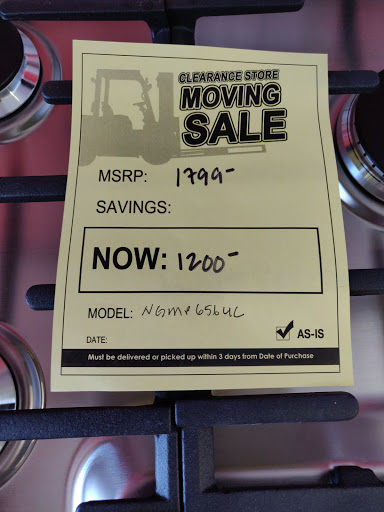 CLEARANCE STORE
MOVING
SALE
MSRP: 1799-
SAVINGS:
NOW: 1200-
MODEL: NGMP656UC
DATE:
✓ AS-IS
Must be delivered or picked up within 3 days from Date of Purchase